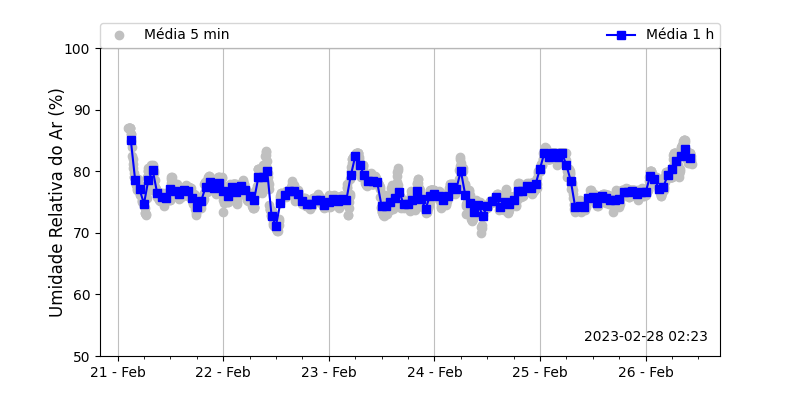 Média 5 min
Média 1 h
Umidade Relativa do Ar (%)
100
90
80
70
60
50
2023-02-28 02:23
21 - Feb
22 - Feb
23 - Feb
24 - Feb
25 - Feb
26 - Feb